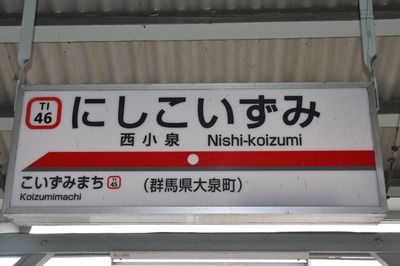 TI
46
にしこいずみ
西小泉 Nishi-koizumi
こいずみまち TI 45
Koizumimachi
(群馬県大泉町)